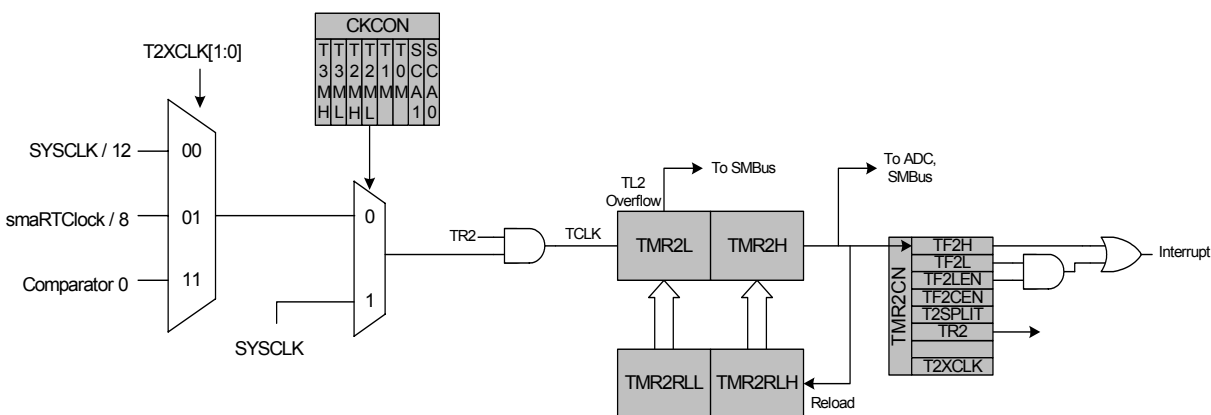 CKCON
T3MH
T3ML
T2MH
T2ML
T1M
T0M
SCA1
SCA0
T2XCLK[1:0]
SYSCLK / 12
00
smaRTClock / 8
01
Comparator 0
11
0
1
SYSCLK
TR2
TCLK
TL2
Overflow
To SMBus
To ADC,
SMBus
TMR2L
TMR2H
TMR2RLL
TMR2RLH
Reload
TMR2CN
TF2H
TF2L
TF2LEN
TF2CEN
T2SPLIT
TR2
T2XCLK
Interrupt